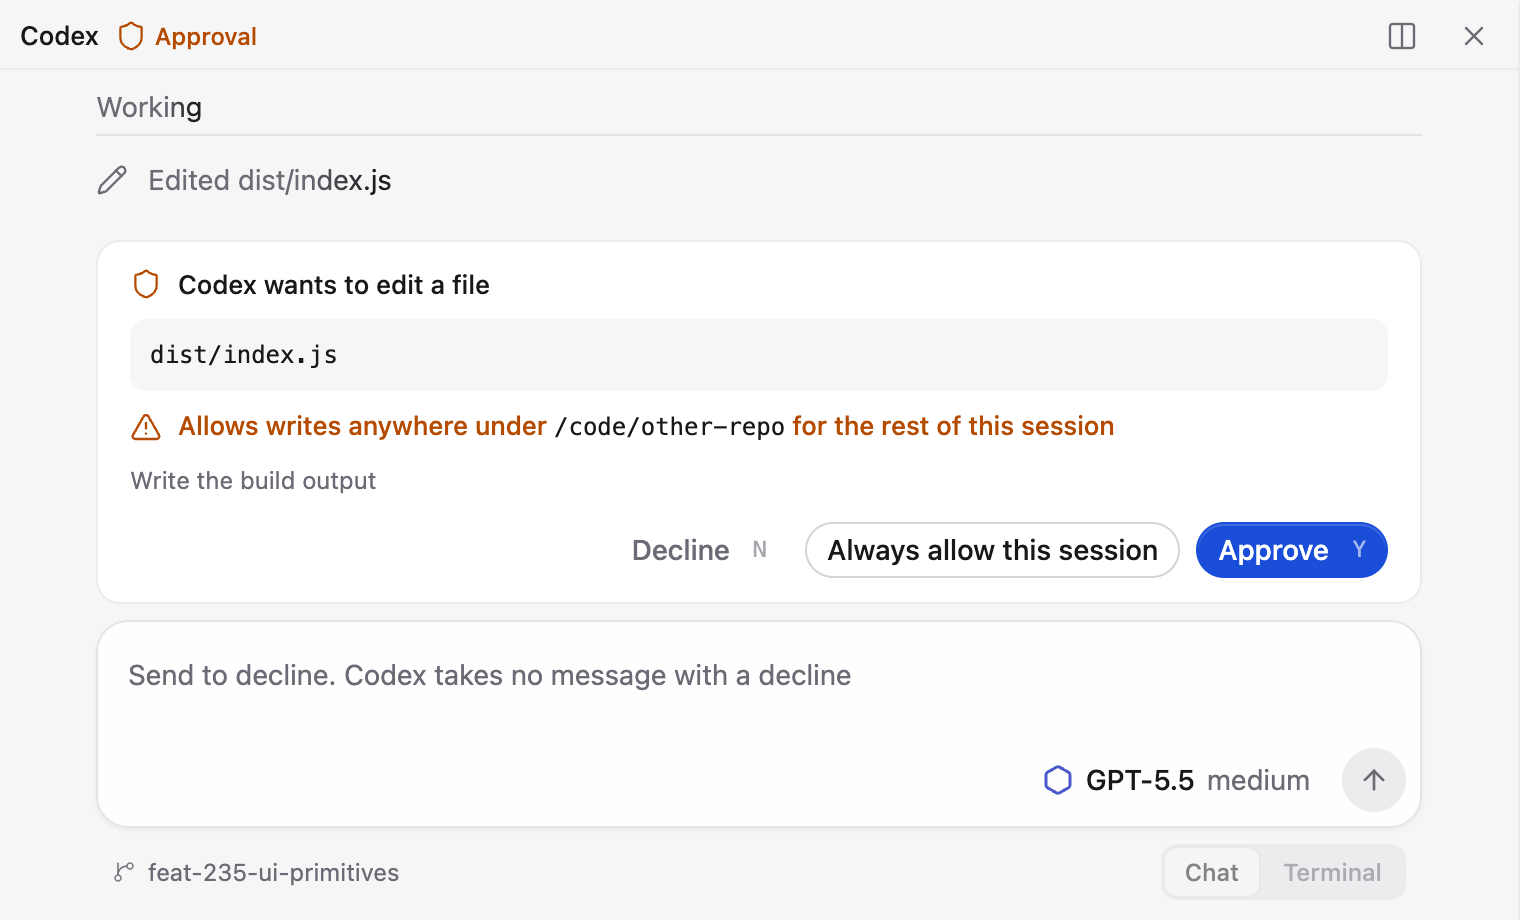 Codex Approval
Working
Edited dist/index.js
Codex wants to edit a file
dist/index.js
Allows writes anywhere under /code/other-repo for the rest of this session
Write the build output
Decline N Always allow this session Approve Y
Send to decline. Codex takes no message with a decline
GPT-5.5 medium
feat-235-ui-primitives Chat Terminal